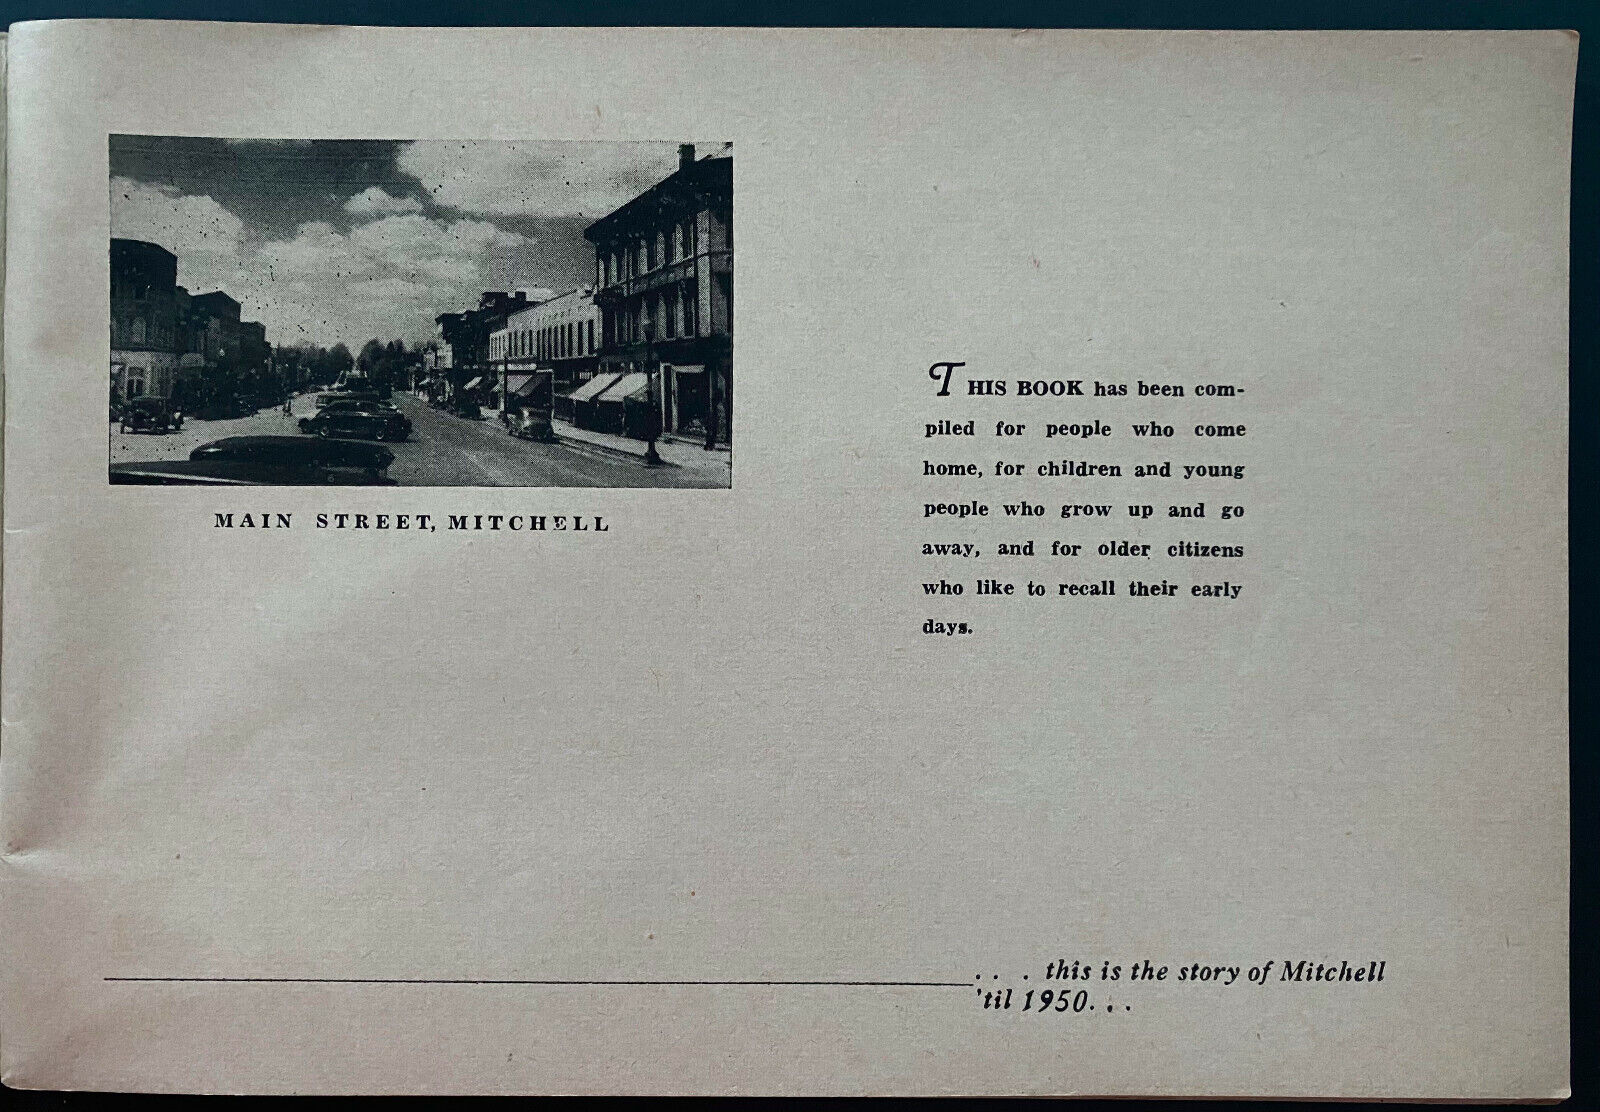 MAIN STREET, MITCHELL
THIS BOOK has been com-
piled for people who come
home, for children and young
people who grow up and go
away, and for older citizens
who like to recall their early
days.
. . . this is the story of Mitchell
'til 1950. . .